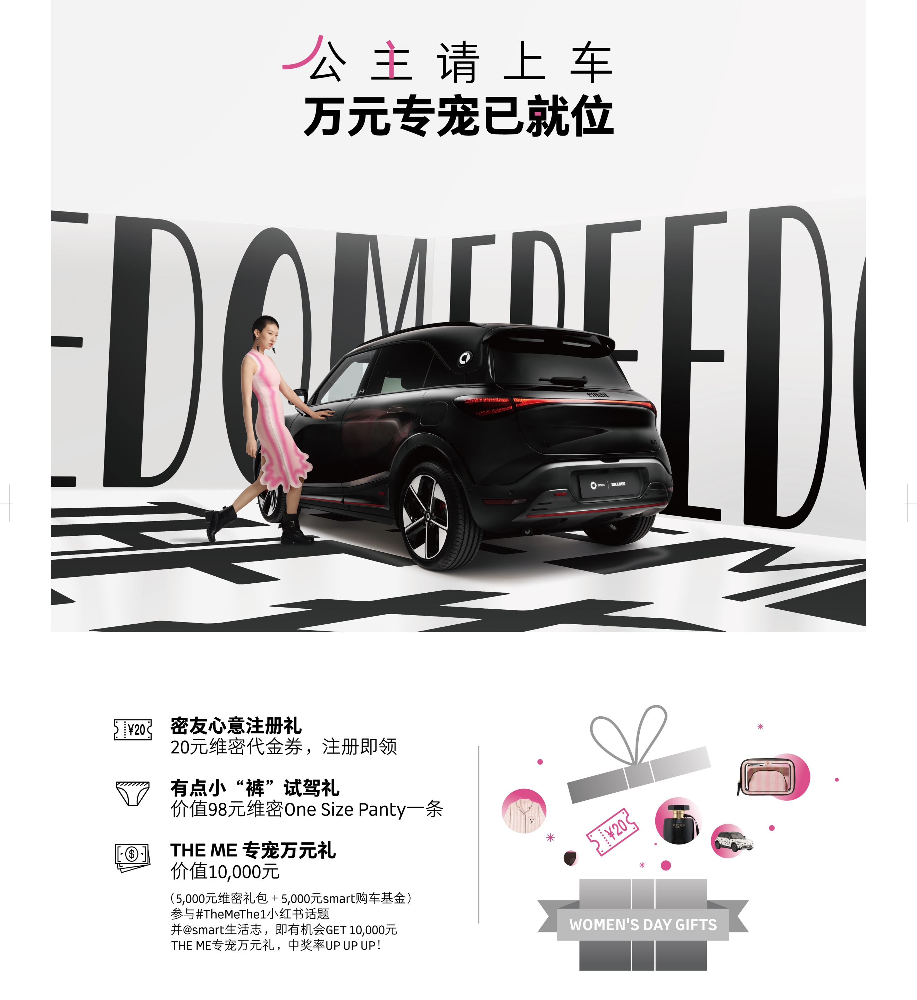 公主请上车
万元专宠已就位
EDOM FREEDO
smart
smart | BRABUS
¥20
密友心意注册礼
20元维密代金券，注册即领
有点小“裤”试驾礼
价值98元维密One Size Panty一条
THE ME 专宠万元礼
价值10,000元
（5,000元维密礼包 + 5,000元smart购车基金）
参与#TheMeThe1小红书话题
并@smart生活志，即有机会GET 10,000元
THE ME专宠万元礼，中奖率UP UP UP！
V
¥20
WOMEN'S DAY GIFTS